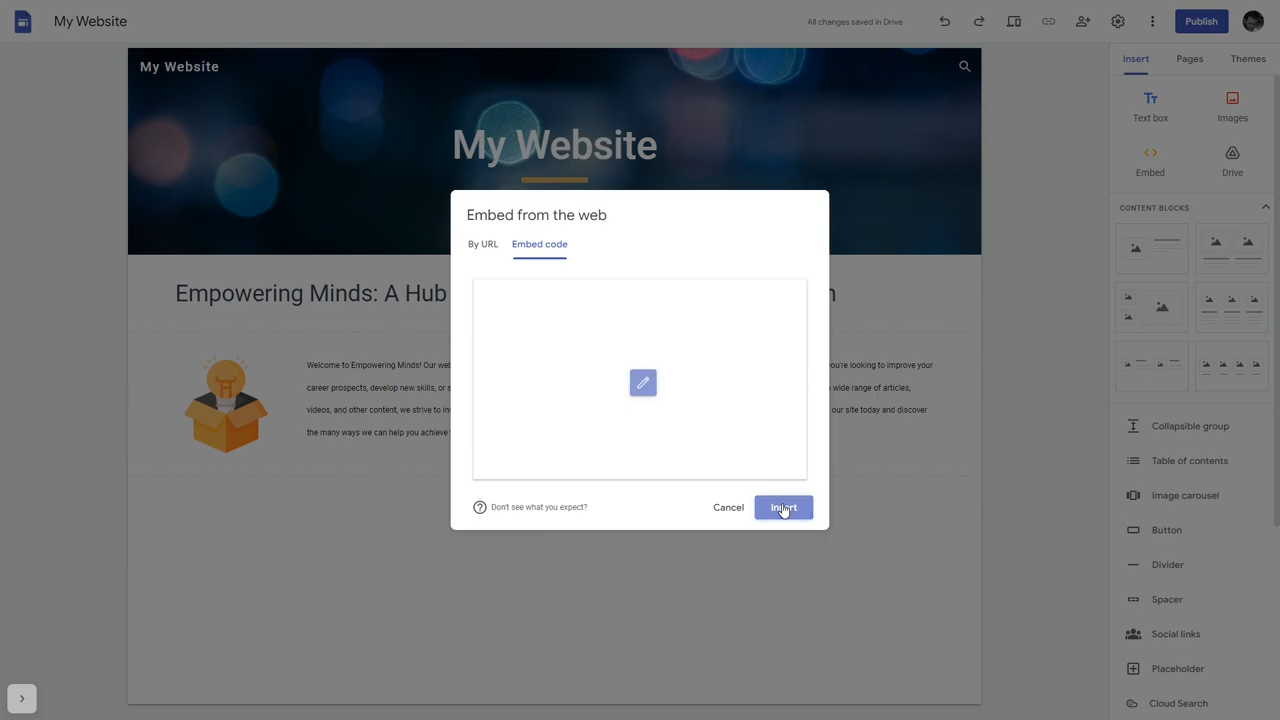 My Website
All changes saved in Drive
Publish
My Website
My Website
Insert
Pages
Themes
Text box
Images
Embed
Drive
CONTENT BLOCKS
Embed from the web
By URL
Embed code
Empowering Minds: A Hub
Welcome to Empowering Minds! Our
you're looking to improve your
career prospects, develop new skills, or
wide range of articles,
videos, and other content, we strive to
our site today and discover
the many ways we can help you achieve
Don't see what you expect?
Cancel
Insert
Collapsible group
Table of contents
Image carousel
Button
Divider
Spacer
Social links
Placeholder
Cloud Search